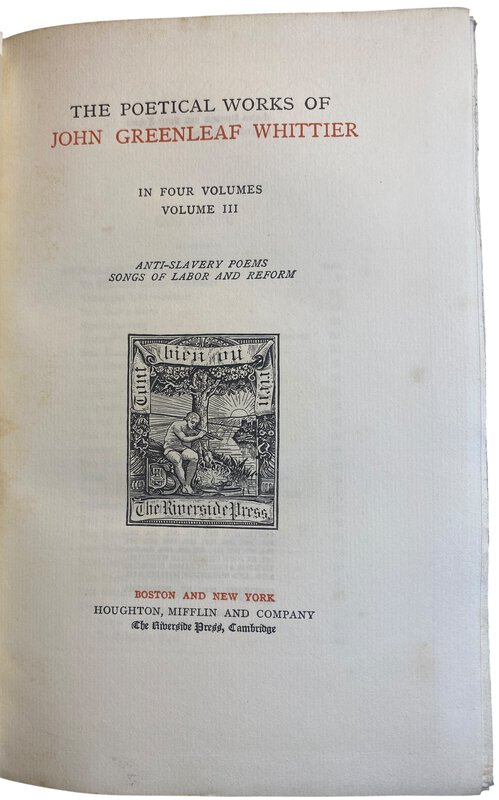 THE POETICAL WORKS OF
JOHN GREENLEAF WHITTIER
IN FOUR VOLUMES
VOLUME III
ANTI-SLAVERY POEMS
SONGS OF LABOR AND REFORM
Tout bien ou rien
The Riverside Press
BOSTON AND NEW YORK
HOUGHTON, MIFFLIN AND COMPANY
The Riverside Press, Cambridge